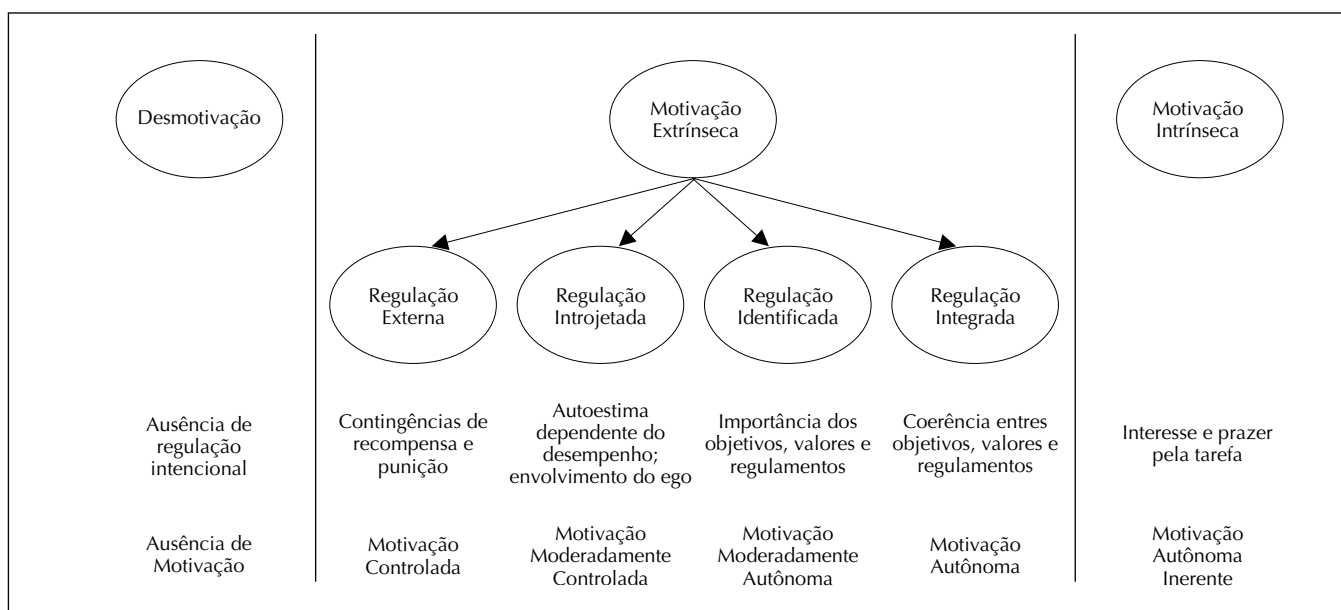 Desmotivação
Motivação
Extrínseca
Motivação
Intrínseca
Regulação
Externa
Regulação
Introjetada
Regulação
Identificada
Regulação
Integrada
Ausência de
regulação
intencional
Contingências de
recompensa e
punição
Autoestima
dependente do
desempenho;
envolvimento do ego
Importância dos
objetivos, valores e
regulamentos
Coerência entres
objetivos, valores e
regulamentos
Interesse e prazer
pela tarefa
Ausência de
Motivação
Motivação
Controlada
Motivação
Moderadamente
Controlada
Motivação
Moderadamente
Autônoma
Motivação
Autônoma
Motivação
Autônoma
Inerente